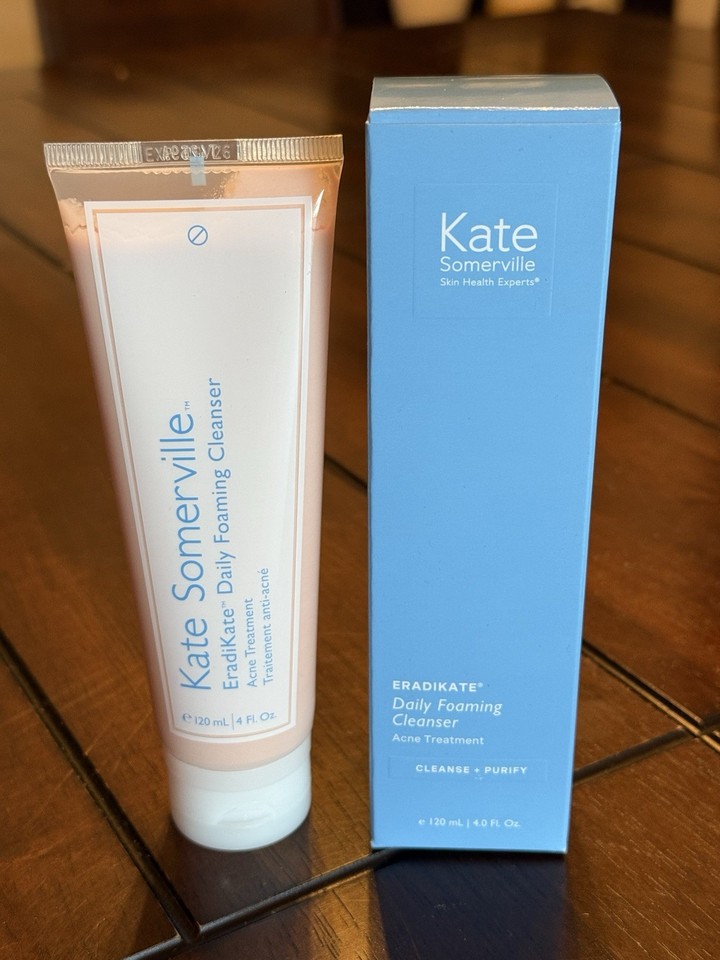 Kate Somerville™
EradiKate™ Daily Foaming Cleanser
Acne Treatment
Traitement anti-acné
℮ 120 mL | 4 Fl. Oz.
Kate
Somerville
Skin Health Experts®
ERADIKATE®
Daily Foaming
Cleanser
Acne Treatment
CLEANSE + PURIFY
℮ 120 mL | 4.0 Fl. Oz.